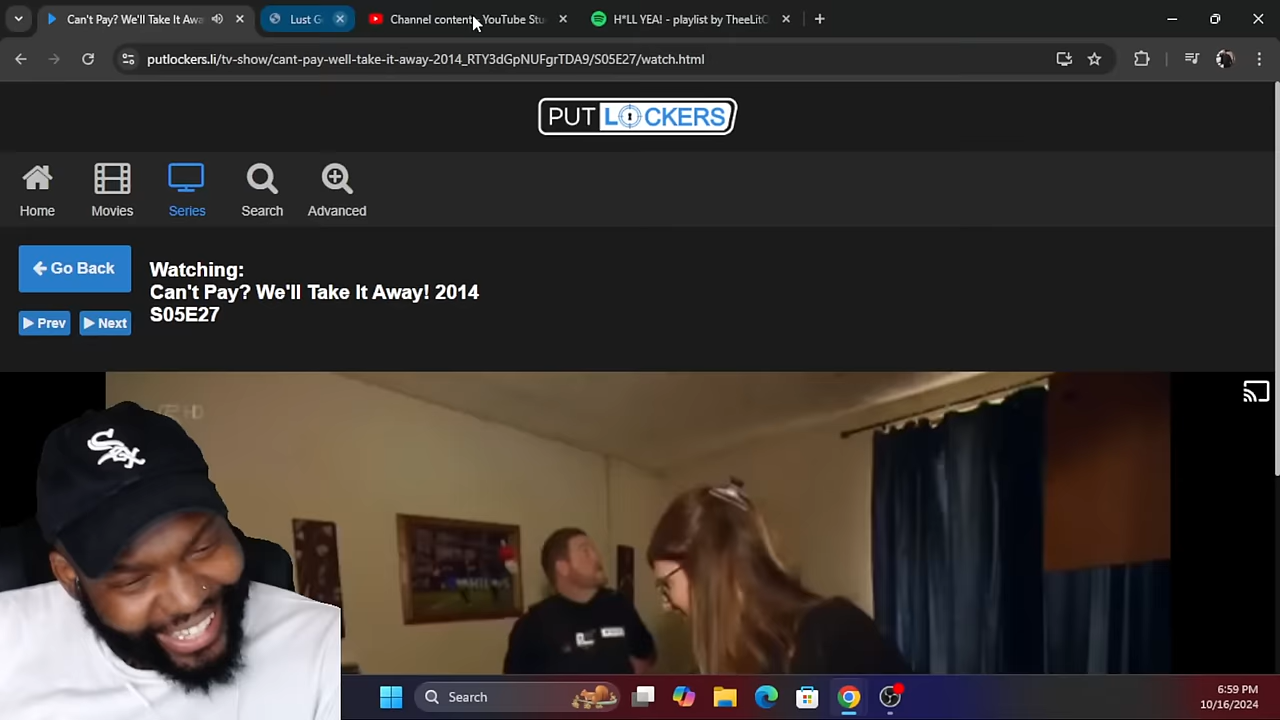 Can't Pay? We'll Take It Awa
Lust G
Channel content - YouTube Stu
H*LL YEA! - playlist by TheeLitC
putlockers.li/tv-show/cant-pay-well-take-it-away-2014_RTY3dGpNUFgrTDA9/S05E27/watch.html
PUT LOCKERS
Home
Movies
Series
Search
Advanced
Go Back
Watching:
Can't Pay? We'll Take It Away! 2014
S05E27
Prev
Next
Sox
Search
6:59 PM
10/16/2024